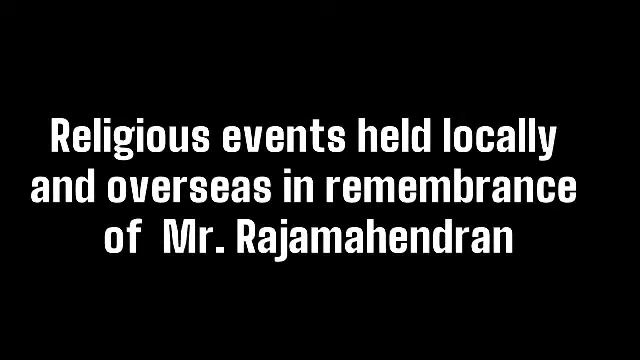 Religious events held locally
and overseas in remembrance
of Mr. Rajamahendran